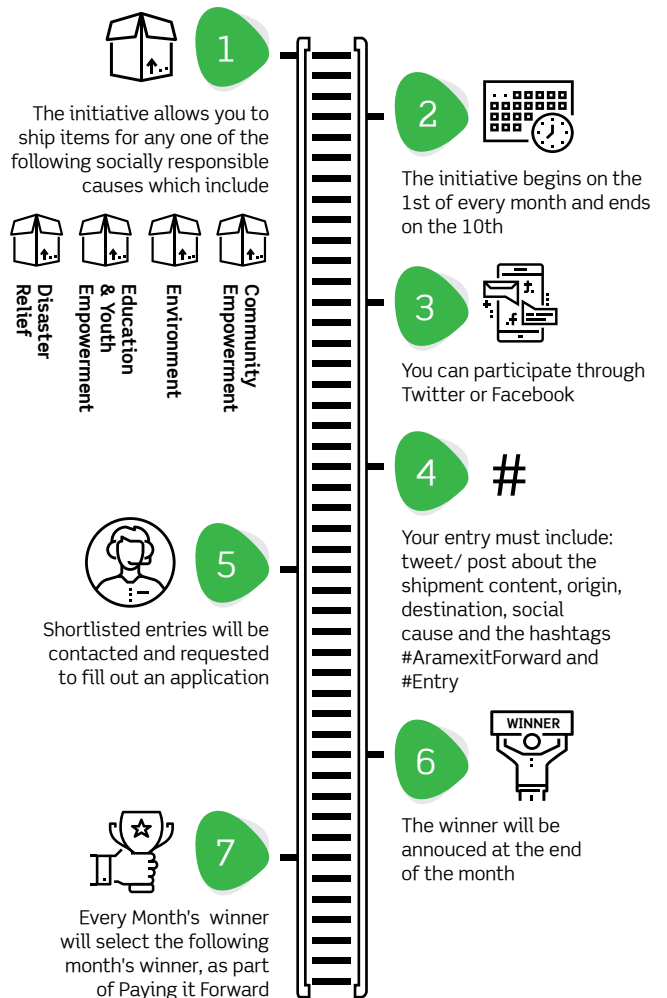 1
The initiative allows you to
ship items for any one of the
following socially responsible
causes which include
Disaster
Relief
Education
& Youth
Empowerment
Environment
Community
Empowerment
2
The initiative begins on the
1st of every month and ends
on the 10th
3
t.
.f
You can participate through
Twitter or Facebook
4
#
Your entry must include:
tweet/ post about the
shipment content, origin,
destination, social
cause and the hashtags
#AramexitForward and
#Entry
5
Shortlisted entries will be
contacted and requested
to fill out an application
WINNER
6
The winner will be
annouced at the end
of the month
7
Every Month's winner
will select the following
month's winner, as part
of Paying it Forward